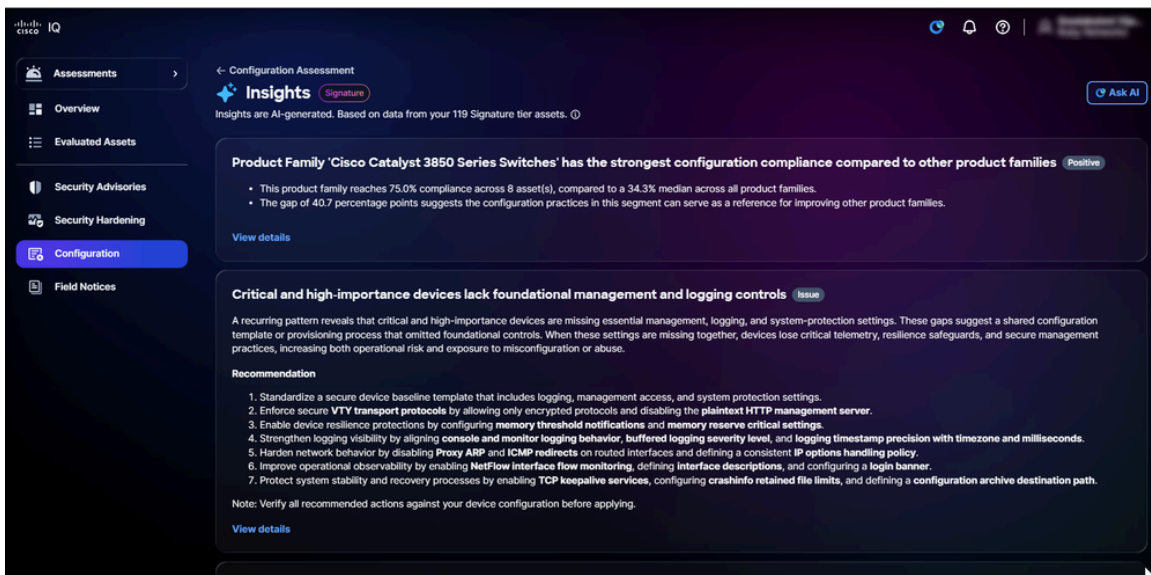 cisco IQ
Assessments
Overview
Evaluated Assets
Security Advisories
Security Hardening
Configuration
Field Notices
← Configuration Assessment
Insights Signature
Ask AI
Insights are AI-generated. Based on data from your 119 Signature tier assets.
Product Family 'Cisco Catalyst 3850 Series Switches' has the strongest configuration compliance compared to other product families Positive
• This product family reaches 75.0% compliance across 8 asset(s), compared to a 34.3% median across all product families.
• The gap of 40.7 percentage points suggests the configuration practices in this segment can serve as a reference for improving other product families.
View details
Critical and high-importance devices lack foundational management and logging controls Issue
A recurring pattern reveals that critical and high-importance devices are missing essential management, logging, and system-protection settings. These gaps suggest a shared configuration
template or provisioning process that omitted foundational controls. When these settings are missing together, devices lose critical telemetry, resilience safeguards, and secure management
practices, increasing both operational risk and exposure to misconfiguration or abuse.
Recommendation
1. Standardize a secure device baseline template that includes logging, management access, and system protection settings.
2. Enforce secure VTY transport protocols by allowing only encrypted protocols and disabling the plaintext HTTP management server.
3. Enable device resilience protections by configuring memory threshold notifications and memory reserve critical settings.
4. Strengthen logging visibility by aligning console and monitor logging behavior, buffered logging severity level, and logging timestamp precision with timezone and milliseconds.
5. Harden network behavior by disabling Proxy ARP and ICMP redirects on routed interfaces and defining a consistent IP options handling policy.
6. Improve operational observability by enabling NetFlow interface flow monitoring, defining interface descriptions, and configuring a login banner.
7. Protect system stability and recovery processes by enabling TCP keepalive services, configuring crashinfo retained file limits, and defining a configuration archive destination path.
Note: Verify all recommended actions against your device configuration before applying.
View details